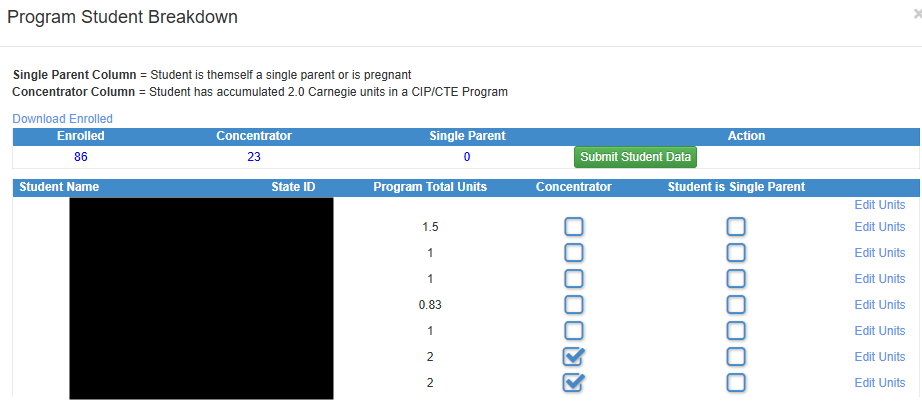 Program Student Breakdown ×
Single Parent Column = Student is themself a single parent or is pregnant
Concentrator Column = Student has accumulated 2.0 Carnegie units in a CIP/CTE Program
Download Enrolled
Enrolled Concentrator Single Parent Action
86 23 0 Submit Student Data
Student Name State ID Program Total Units Concentrator Student is Single Parent
Edit Units
1.5 Edit Units
1 Edit Units
1 Edit Units
0.83 Edit Units
1 Edit Units
2 Edit Units
2 Edit Units